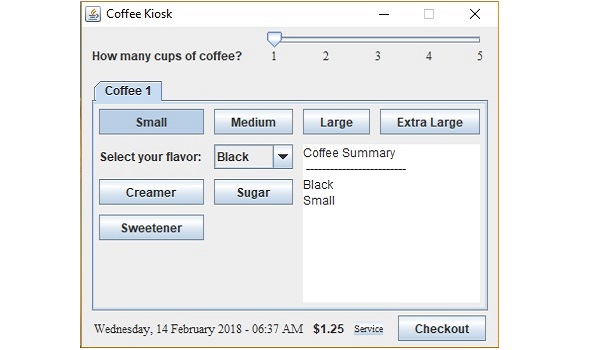 Coffee Kiosk
How many cups of coffee?
1 2 3 4 5
Coffee 1
Small Medium Large Extra Large
Select your flavor: Black
Coffee Summary
-------------------------
Black
Small
Creamer Sugar
Sweetener
Wednesday, 14 February 2018 - 06:37 AM $1.25 Service Checkout